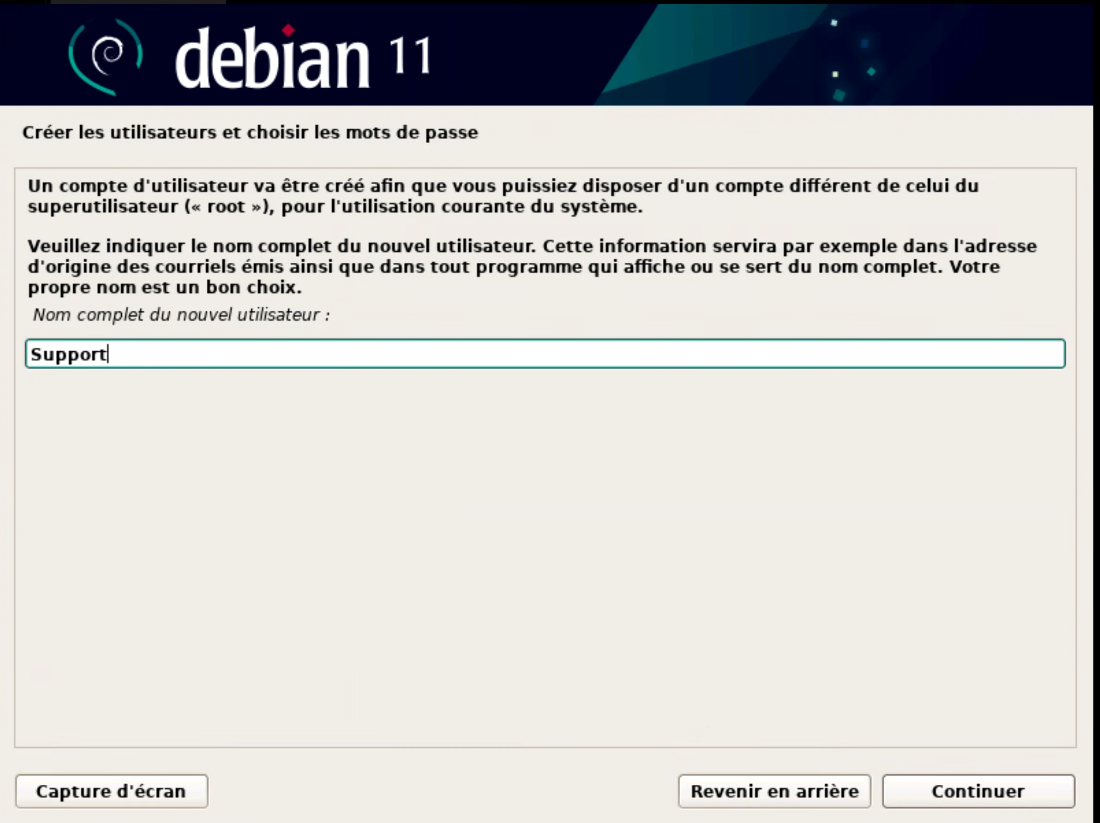 debian 11
Créer les utilisateurs et choisir les mots de passe
Un compte d'utilisateur va être créé afin que vous puissiez disposer d'un compte différent de celui du
superutilisateur (« root »), pour l'utilisation courante du système.
Veuillez indiquer le nom complet du nouvel utilisateur. Cette information servira par exemple dans l'adresse
d'origine des courriels émis ainsi que dans tout programme qui affiche ou se sert du nom complet. Votre
propre nom est un bon choix.
Nom complet du nouvel utilisateur :
Support
Capture d'écran
Revenir en arrière
Continuer